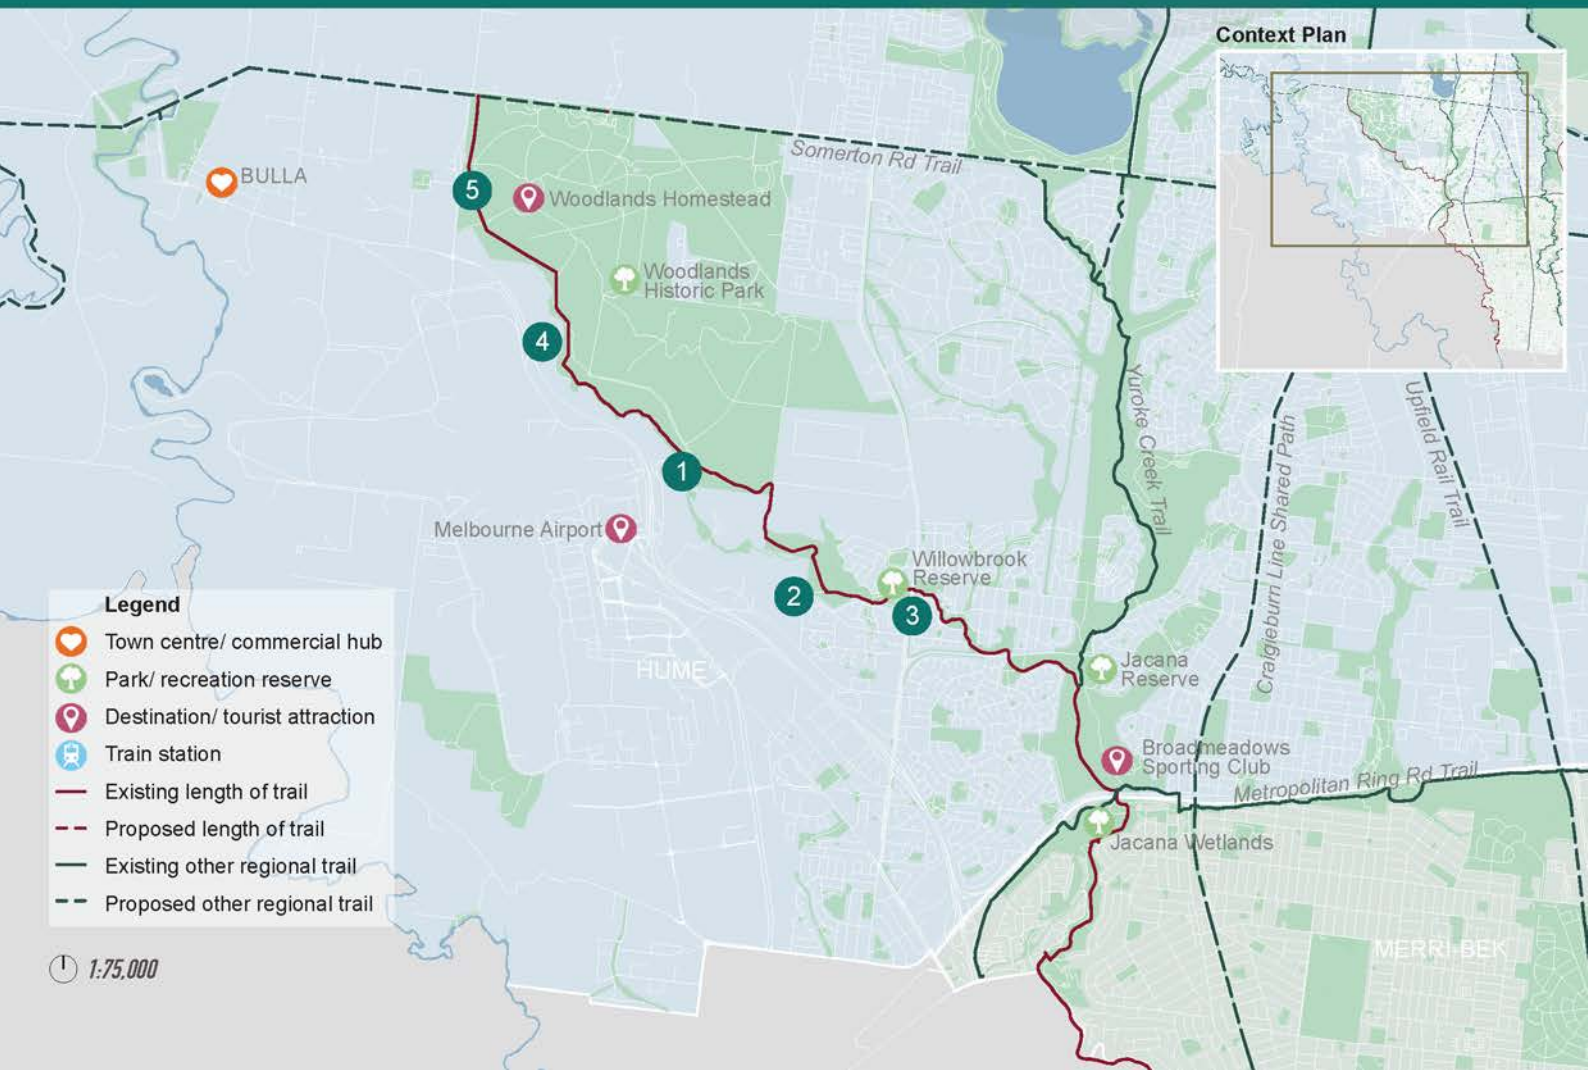 Context Plan
Somerton Rd Trail
BULLA
5
Woodlands Homestead
Woodlands
Historic Park
4
Yuroke Creek Trail
Craigieburn Line Shared Path
Upfield Rail Trail
1
Melbourne Airport
Willowbrook
Reserve
2
3
HUME
Jacana
Reserve
Broadmeadows
Sporting Club
Metropolitan Ring Rd Trail
Jacana Wetlands
MERRI-BEK
Legend
Town centre/ commercial hub
Park/ recreation reserve
Destination/ tourist attraction
Train station
Existing length of trail
Proposed length of trail
Existing other regional trail
Proposed other regional trail
1:75,000